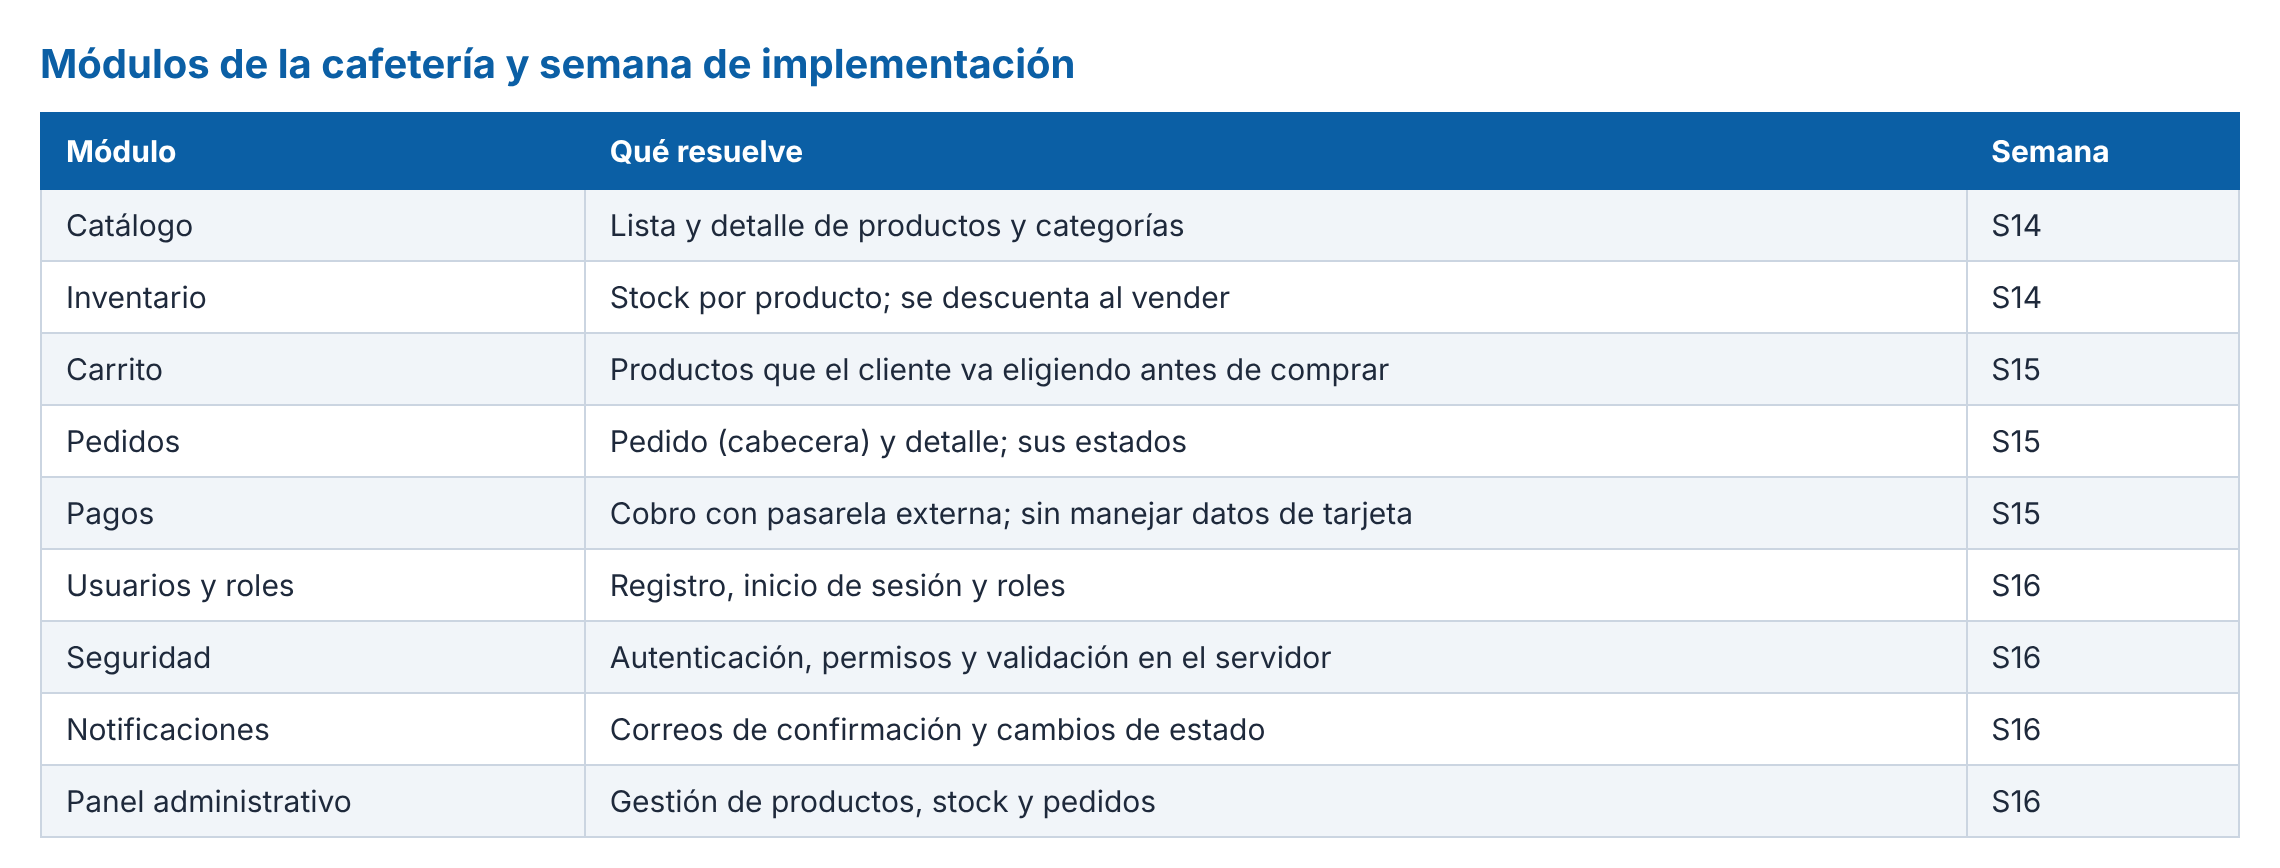 Módulos de la cafetería y semana de implementación
Módulo Qué resuelve Semana
Catálogo Lista y detalle de productos y categorías S14
Inventario Stock por producto; se descuenta al vender S14
Carrito Productos que el cliente va eligiendo antes de comprar S15
Pedidos Pedido (cabecera) y detalle; sus estados S15
Pagos Cobro con pasarela externa; sin manejar datos de tarjeta S15
Usuarios y roles Registro, inicio de sesión y roles S16
Seguridad Autenticación, permisos y validación en el servidor S16
Notificaciones Correos de confirmación y cambios de estado S16
Panel administrativo Gestión de productos, stock y pedidos S16